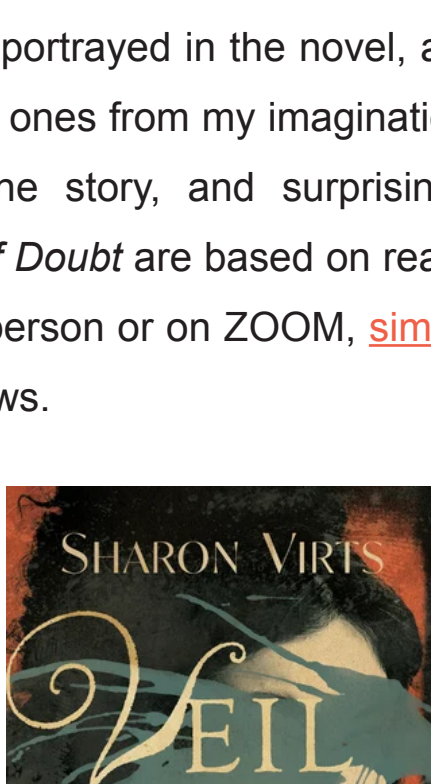 portrayed in the novel, a
ones from my imaginati
he story, and surprisin
f Doubt are based on rea
person or on ZOOM, sim
ws.
SHARON VIRTS
VEIL